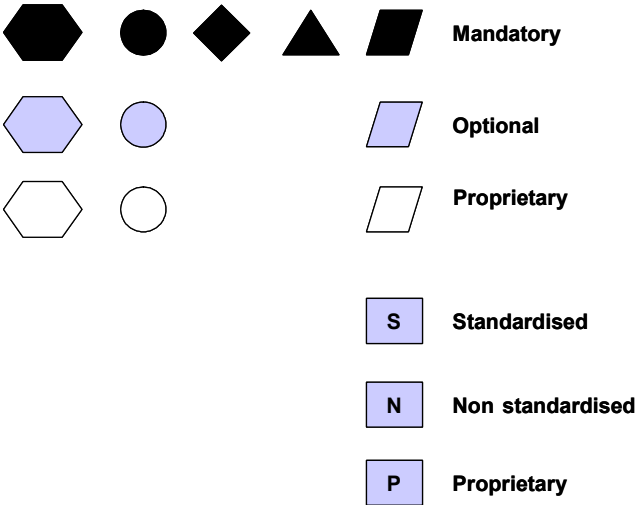 Mandatory
Optional
Proprietary
S Standardised
N Non standardised
P Proprietary